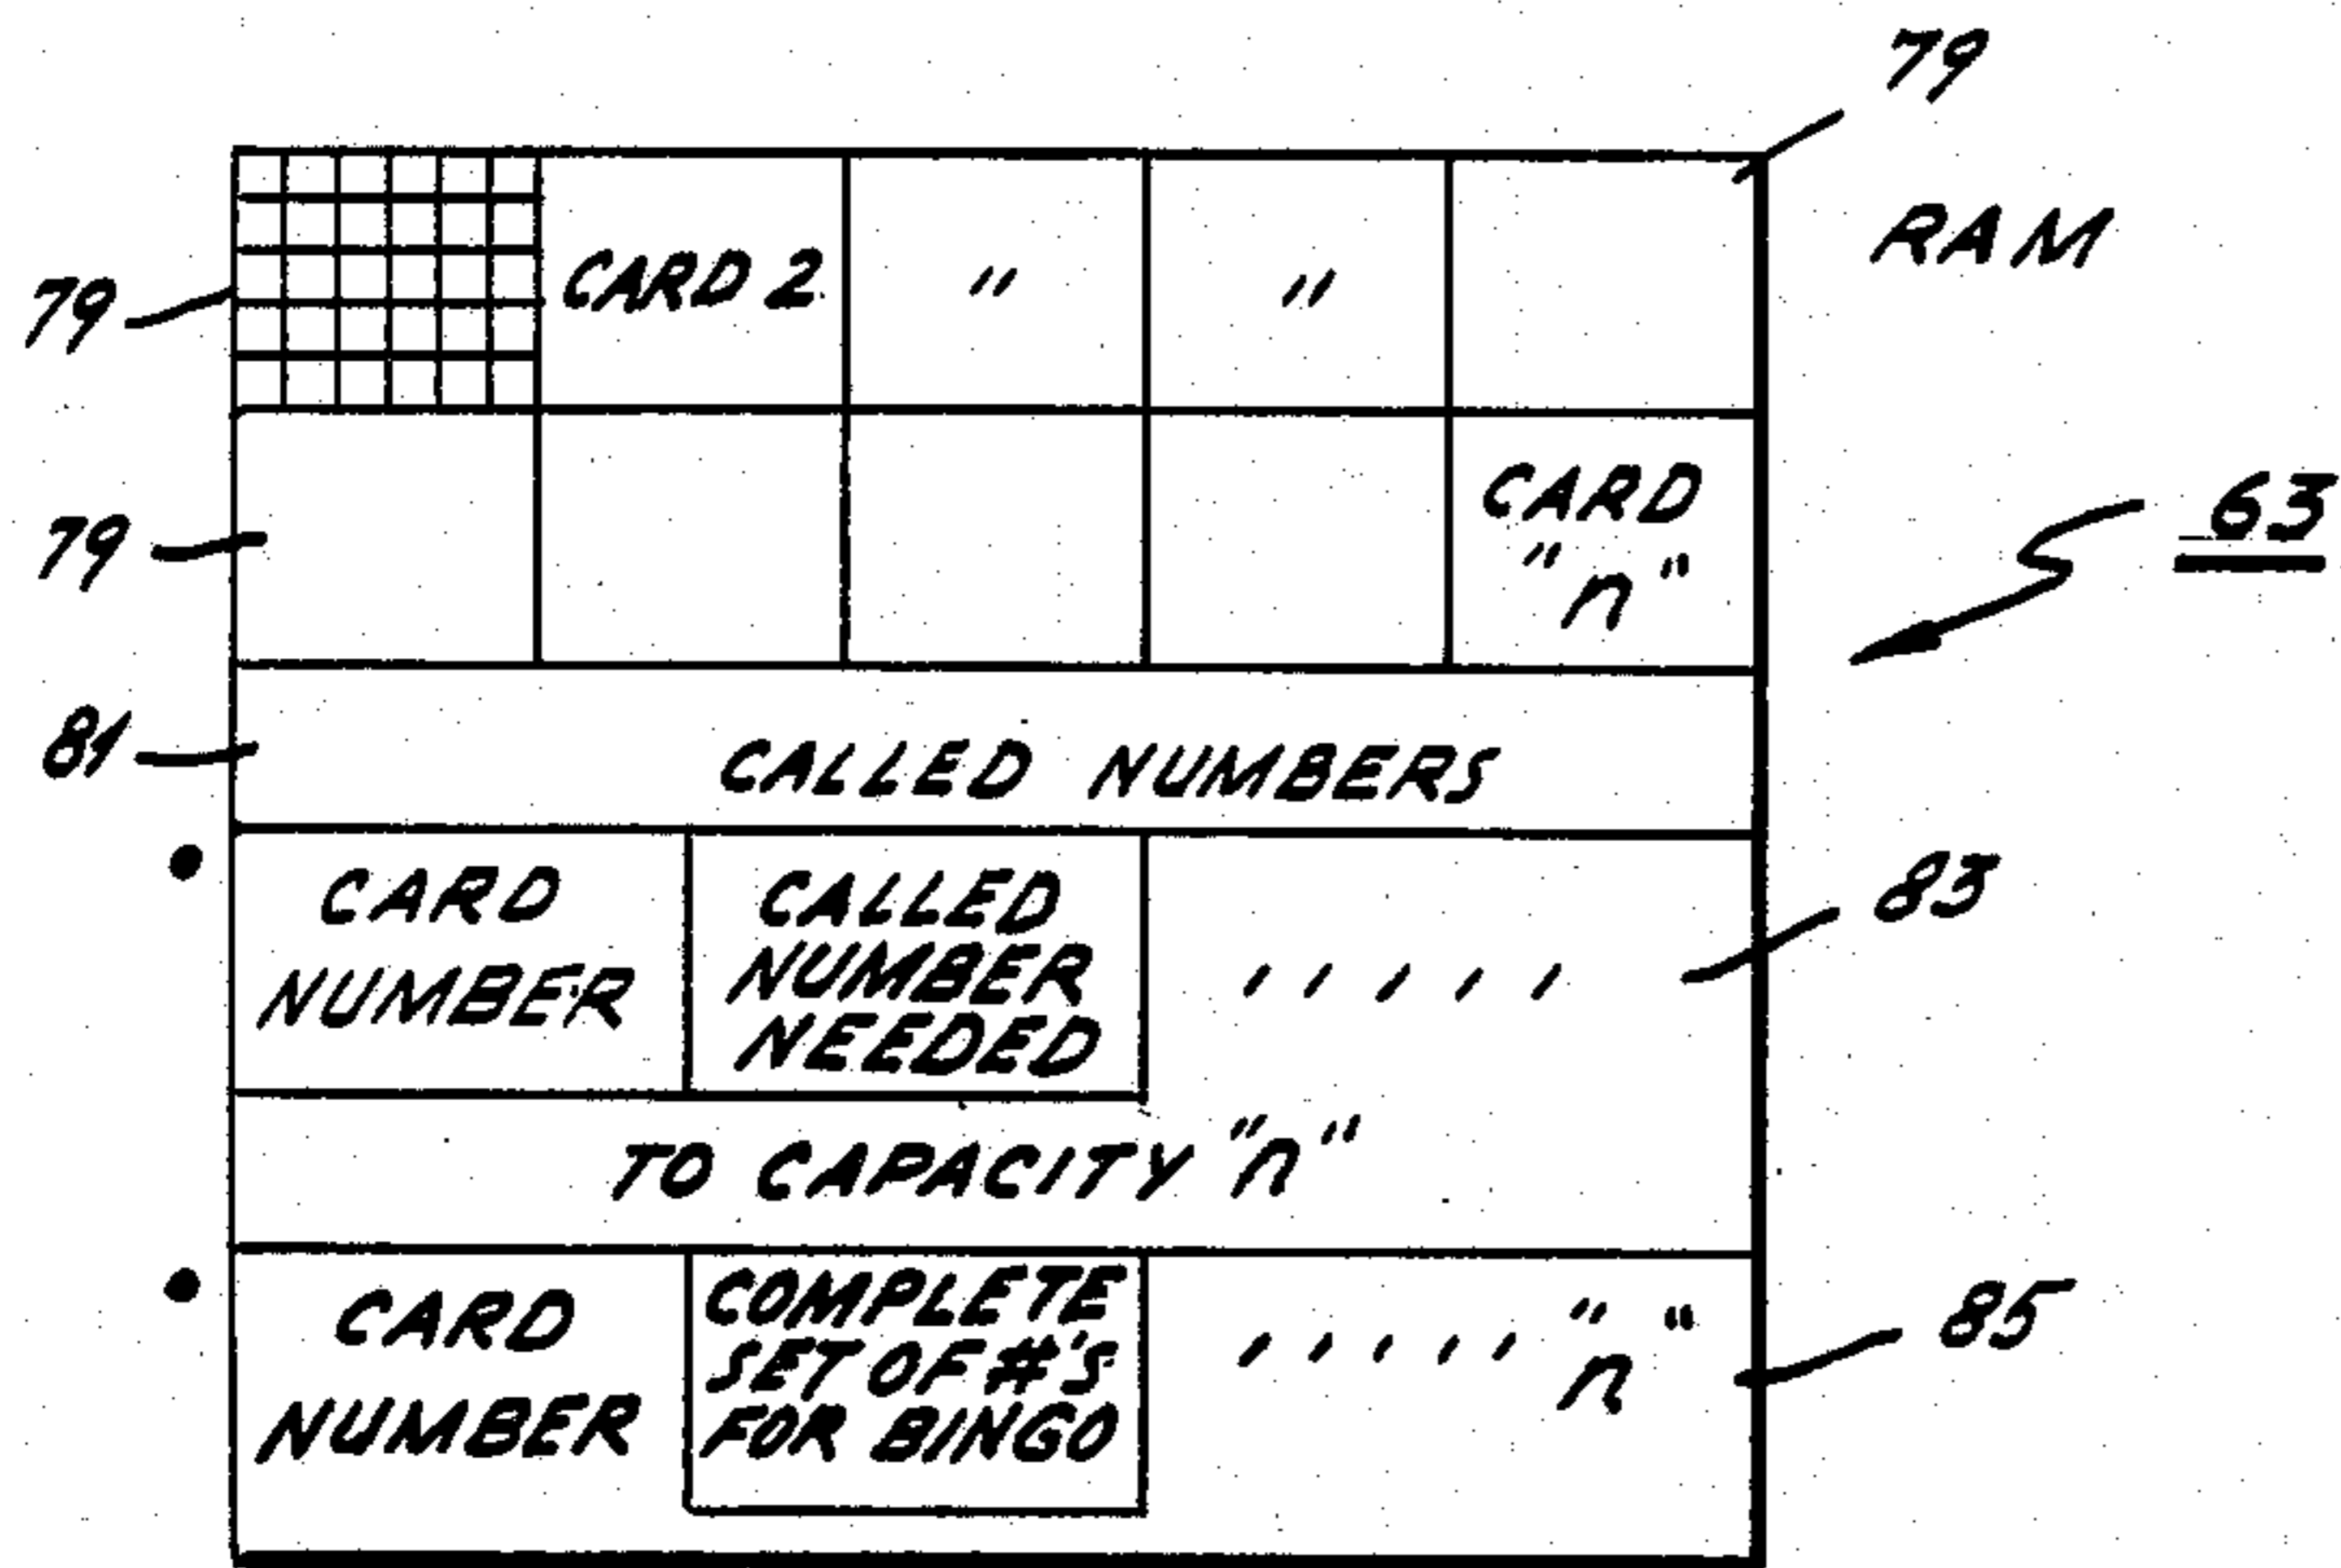 79
RAM
79
CARD 2 " "
79
CARD
"n"
63
81
CALLED NUMBERS
CARD
NUMBER
CALLED
NUMBER
NEEDED
, , , , ,
83
TO CAPACITY "n"
CARD
NUMBER
COMPLETE
SET OF #'S
FOR BINGO
, , , , , "n"
85